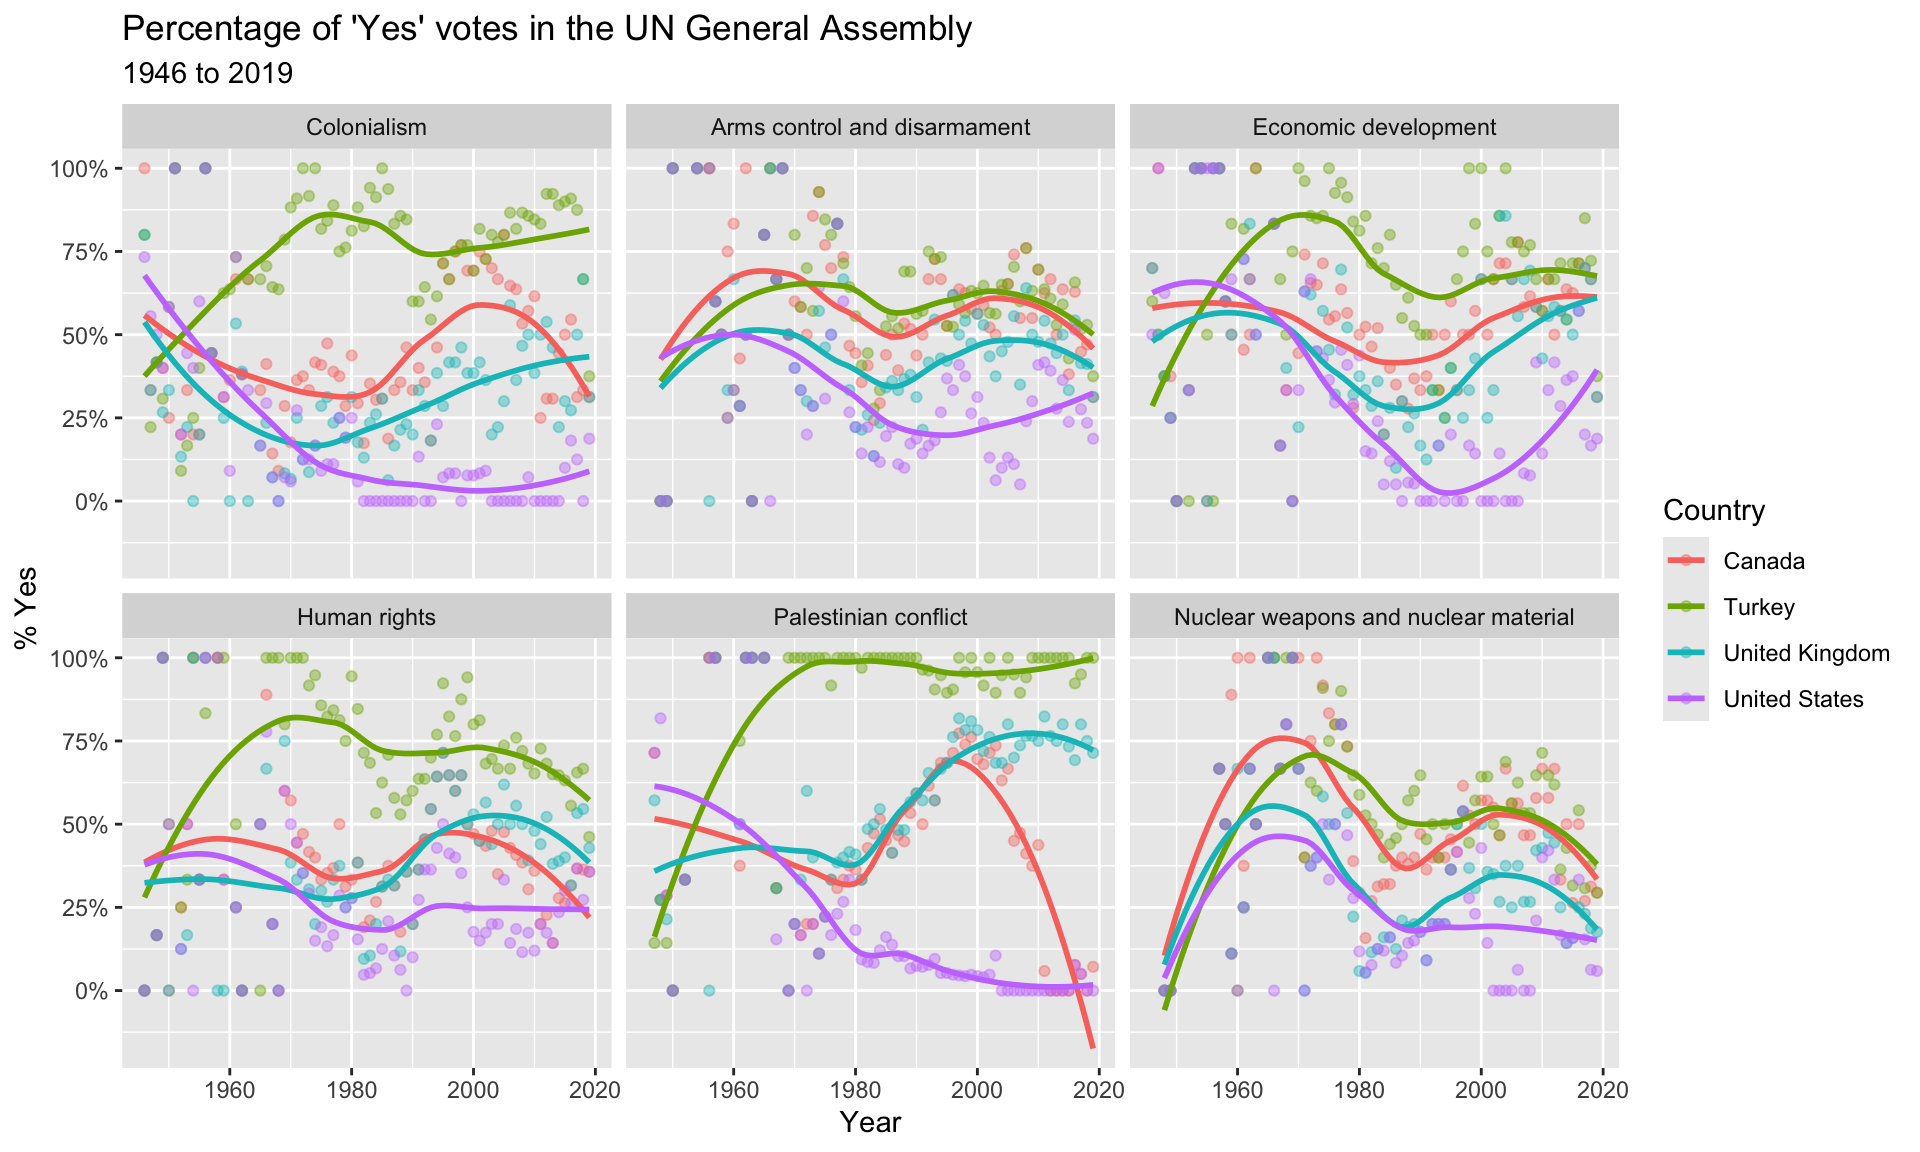 Percentage of 'Yes' votes in the UN General Assembly
1946 to 2019
Colonialism
Arms control and disarmament
Economic development
100%
75%
50%
25%
0%
Human rights
Palestinian conflict
Nuclear weapons and nuclear material
100%
75%
50%
25%
0%
% Yes
1960 1980 2000 2020
1960 1980 2000 2020
1960 1980 2000 2020
Year
Country
Canada
Turkey
United Kingdom
United States